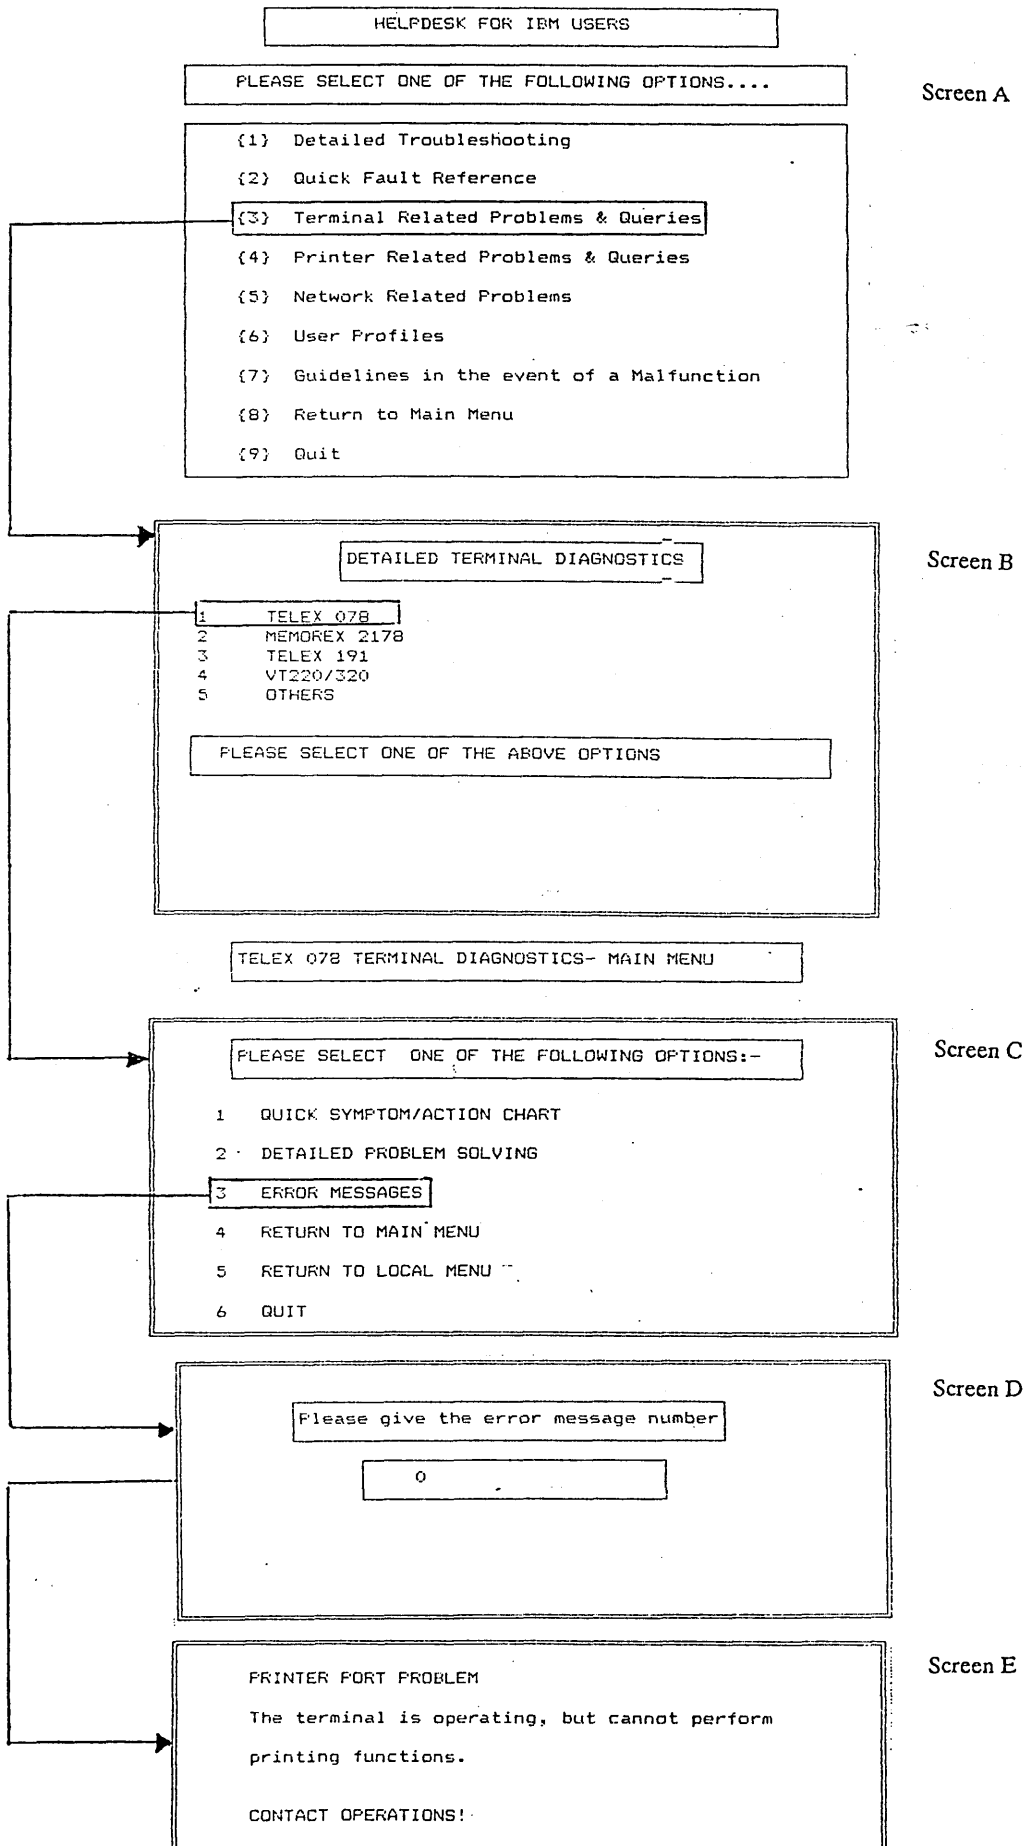 HELPDESK FOR IBM USERS
PLEASE SELECT ONE OF THE FOLLOWING OPTIONS....
Screen A
{1} Detailed Troubleshooting
{2} Quick Fault Reference
{3} Terminal Related Problems & Queries
{4} Printer Related Problems & Queries
{5} Network Related Problems
{6} User Profiles
{7} Guidelines in the event of a Malfunction
{8} Return to Main Menu
{9} Quit
Screen B
DETAILED TERMINAL DIAGNOSTICS
1 TELEX 078
2 MEMOREX 2178
3 TELEX 191
4 VT220/320
5 OTHERS
PLEASE SELECT ONE OF THE ABOVE OPTIONS
TELEX 078 TERMINAL DIAGNOSTICS- MAIN MENU
Screen C
PLEASE SELECT ONE OF THE FOLLOWING OPTIONS:-
1 QUICK SYMPTOM/ACTION CHART
2 DETAILED PROBLEM SOLVING
3 ERROR MESSAGES
4 RETURN TO MAIN MENU
5 RETURN TO LOCAL MENU
6 QUIT
Screen D
Please give the error message number
0
Screen E
PRINTER PORT PROBLEM
The terminal is operating, but cannot perform
printing functions.
CONTACT OPERATIONS!